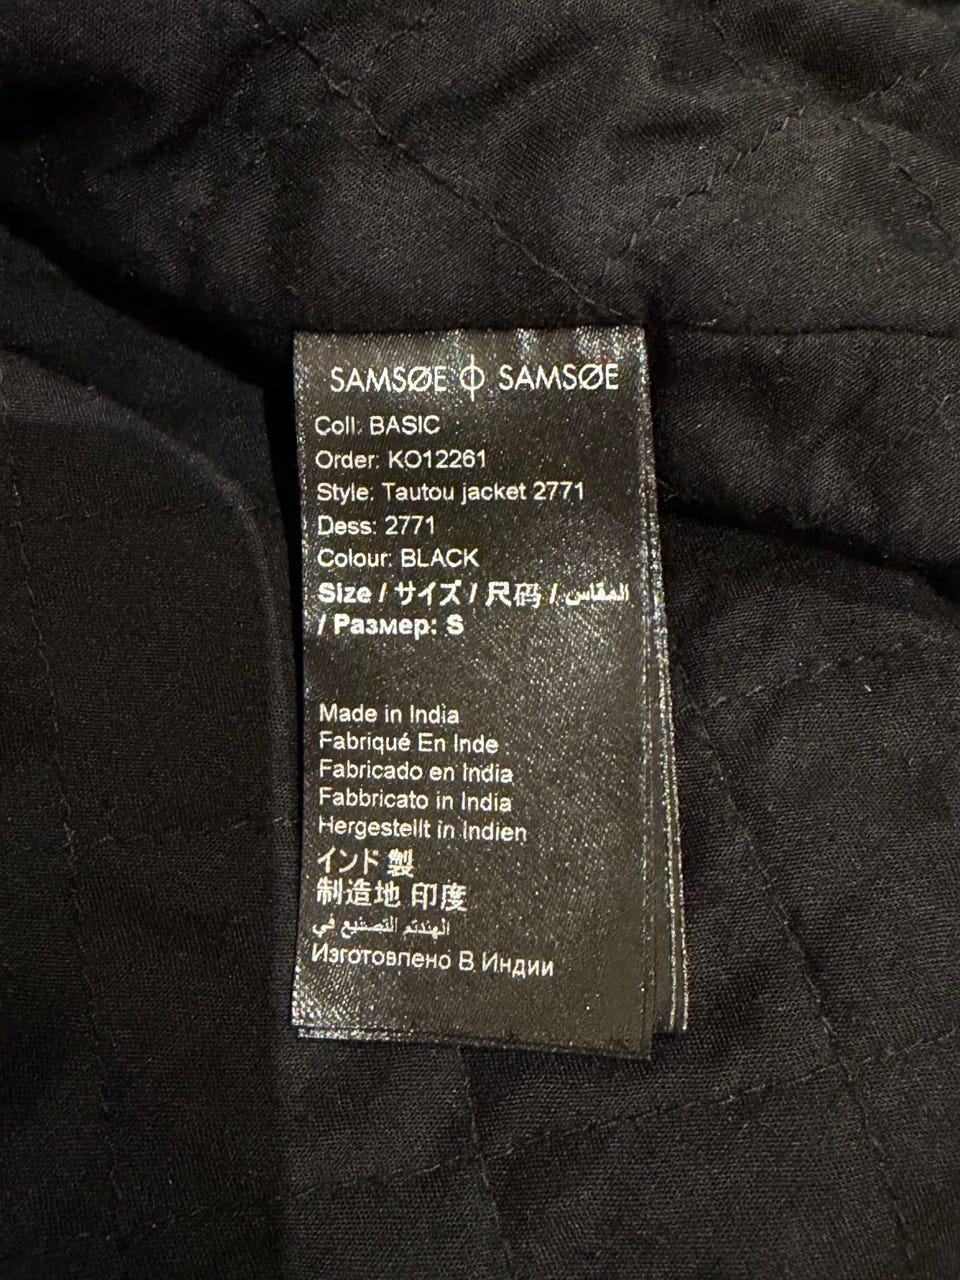 SAMSØE ϕ SAMSØE
Coll. BASIC
Order: KO12261
Style: Tautou jacket 2771
Dess: 2771
Colour: BLACK
Size / サイズ / 尺码 / المقاس
/ Размер: S
Made in India
Fabriqué En Inde
Fabricado en India
Fabbricato in India
Hergestellt in Indien
インド 製
制造地 印度
الهندتم التصنيع في
Изготовлено В Индии